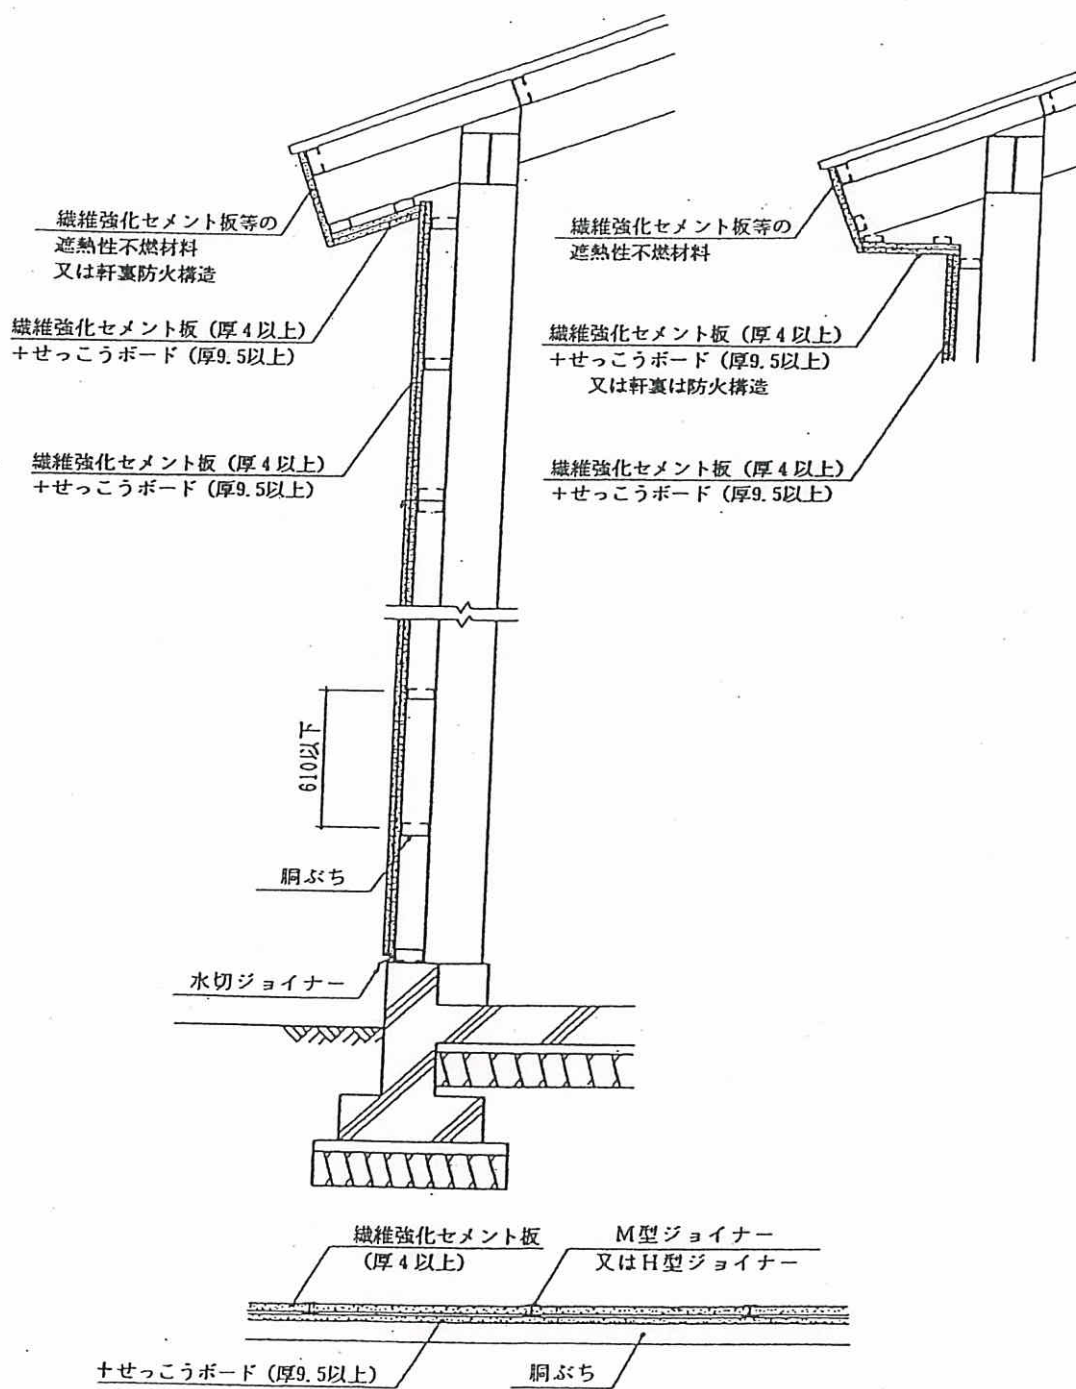 繊維強化セメント板等の
遮熱性不燃材料
又は軒裏防火構造
繊維強化セメント板（厚4以上）
＋せっこうボード（厚9.5以上）
繊維強化セメント板（厚4以上）
＋せっこうボード（厚9.5以上）
繊維強化セメント板等の
遮熱性不燃材料
繊維強化セメント板（厚4以上）
＋せっこうボード（厚9.5以上）
又は軒裏は防火構造
繊維強化セメント板（厚4以上）
＋せっこうボード（厚9.5以上）
610以下
胴ぶち
水切ジョイナー
繊維強化セメント板
（厚4以上）
M型ジョイナー
又はH型ジョイナー
＋せっこうボード（厚9.5以上）
胴ぶち